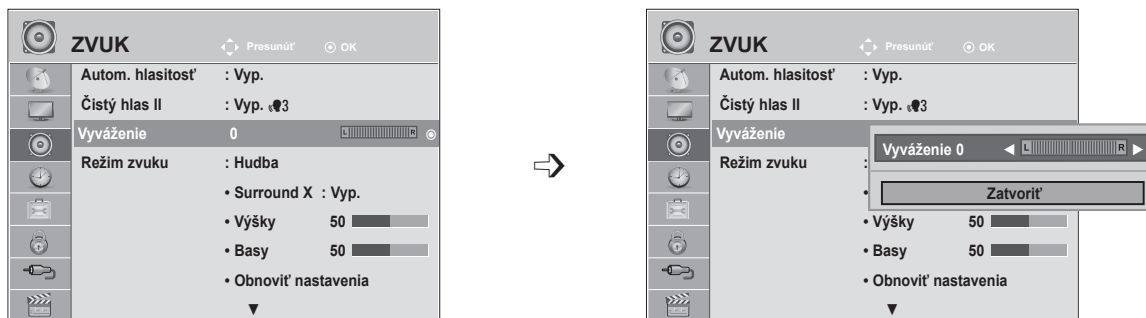 ZVUK Presunúť OK
Autom. hlasitosť : Vyp.
Čistý hlas II : Vyp. 3
Vyváženie 0 L R
Režim zvuku : Hudba
• Surround X : Vyp.
• Výšky 50
• Basy 50
• Obnoviť nastavenia
▼
ZVUK Presunúť OK
Autom. hlasitosť : Vyp.
Čistý hlas II : Vyp. 3
Vyváženie
Režim zvuku :
•
• Výšky 50
• Basy 50
• Obnoviť nastavenia
▼
Vyváženie 0 ◀ L R ▶
Zatvoriť